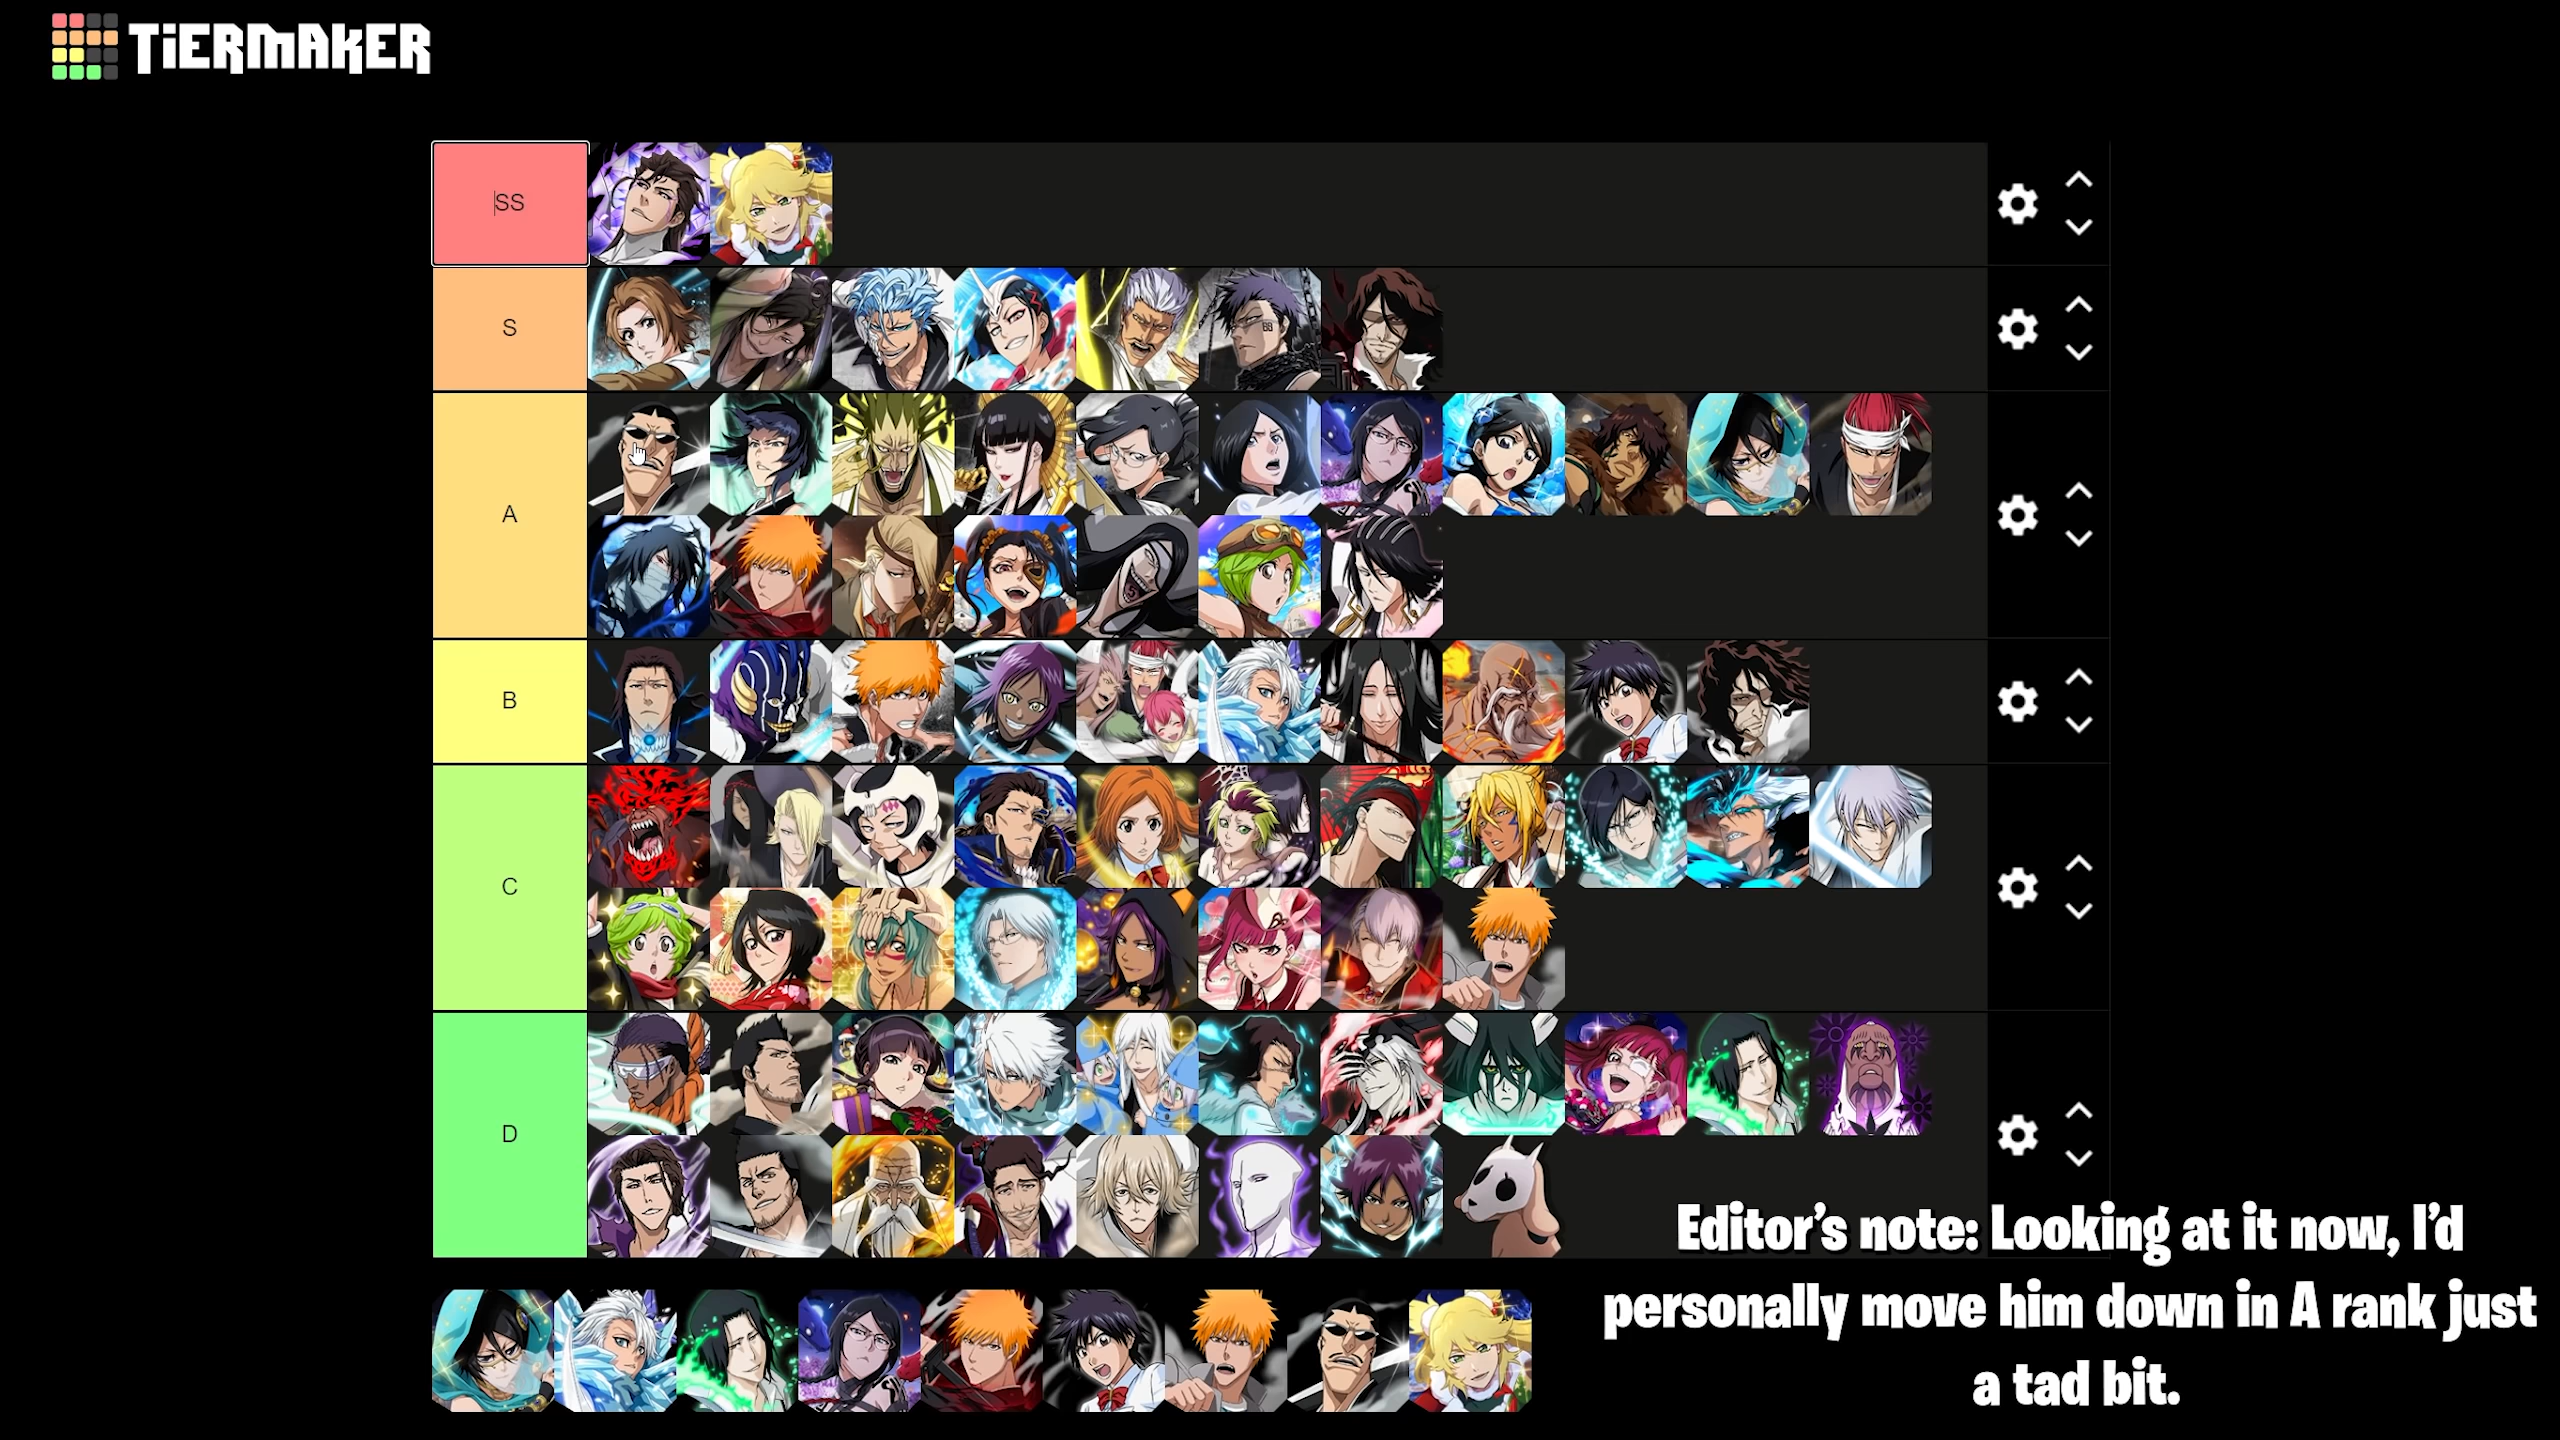 TiERMAKER
SS
S
A
B
C
D
Editor's note: Looking at it now, I'd
personally move him down in A rank just
a tad bit.